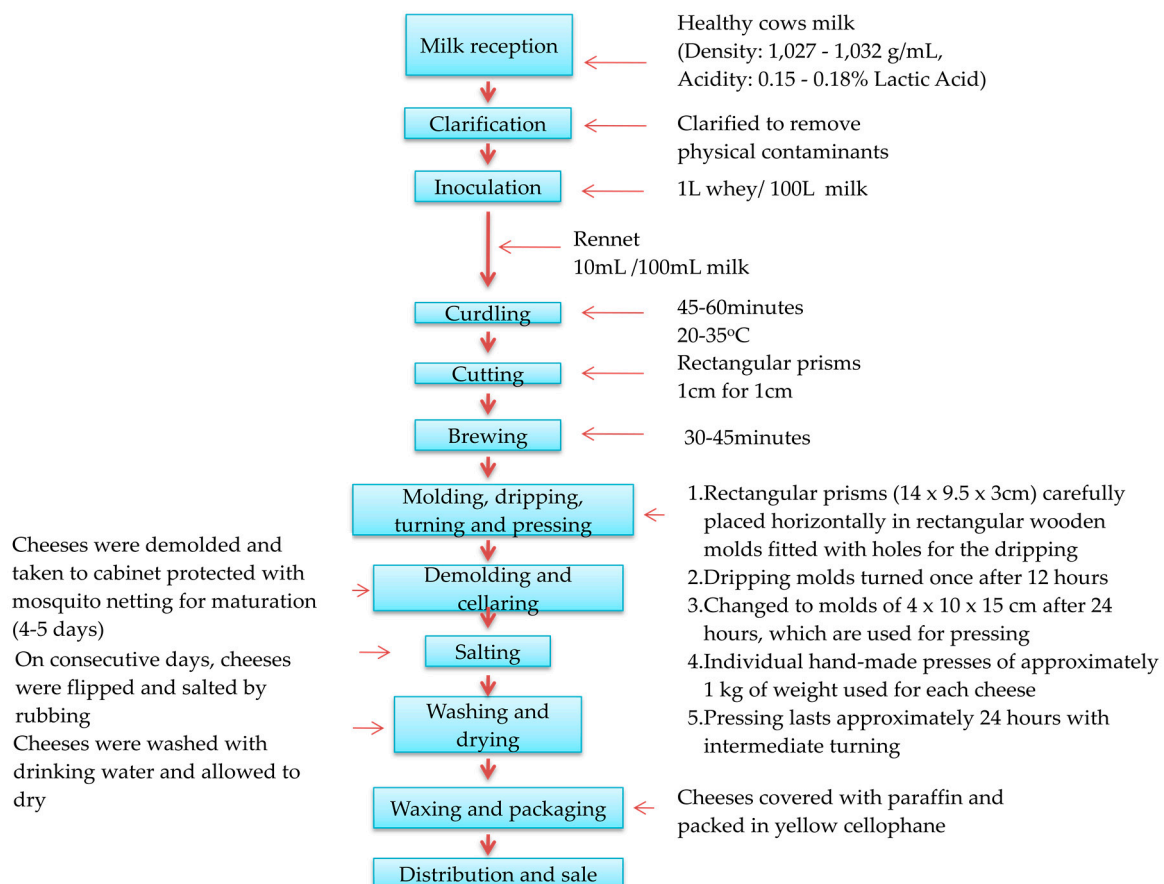 Milk reception
Healthy cows milk
(Density: 1,027 - 1,032 g/mL,
Acidity: 0.15 - 0.18% Lactic Acid)
Clarification
Clarified to remove
physical contaminants
Inoculation
1L whey/ 100L milk
Rennet
10mL /100mL milk
Curdling
45-60minutes
20-35ºC
Cutting
Rectangular prisms
1cm for 1cm
Brewing
30-45minutes
Molding, dripping,
turning and pressing
1.Rectangular prisms (14 x 9.5 x 3cm) carefully
placed horizontally in rectangular wooden
molds fitted with holes for the dripping
2.Dripping molds turned once after 12 hours
3.Changed to molds of 4 x 10 x 15 cm after 24
hours, which are used for pressing
4.Individual hand-made presses of approximately
1 kg of weight used for each cheese
5.Pressing lasts approximately 24 hours with
intermediate turning
Cheeses were demolded and
taken to cabinet protected with
mosquito netting for maturation
(4-5 days)
Demolding and
cellaring
On consecutive days, cheeses
were flipped and salted by
rubbing
Salting
Cheeses were washed with
drinking water and allowed to
dry
Washing and
drying
Waxing and packaging
Cheeses covered with paraffin and
packed in yellow cellophane
Distribution and sale